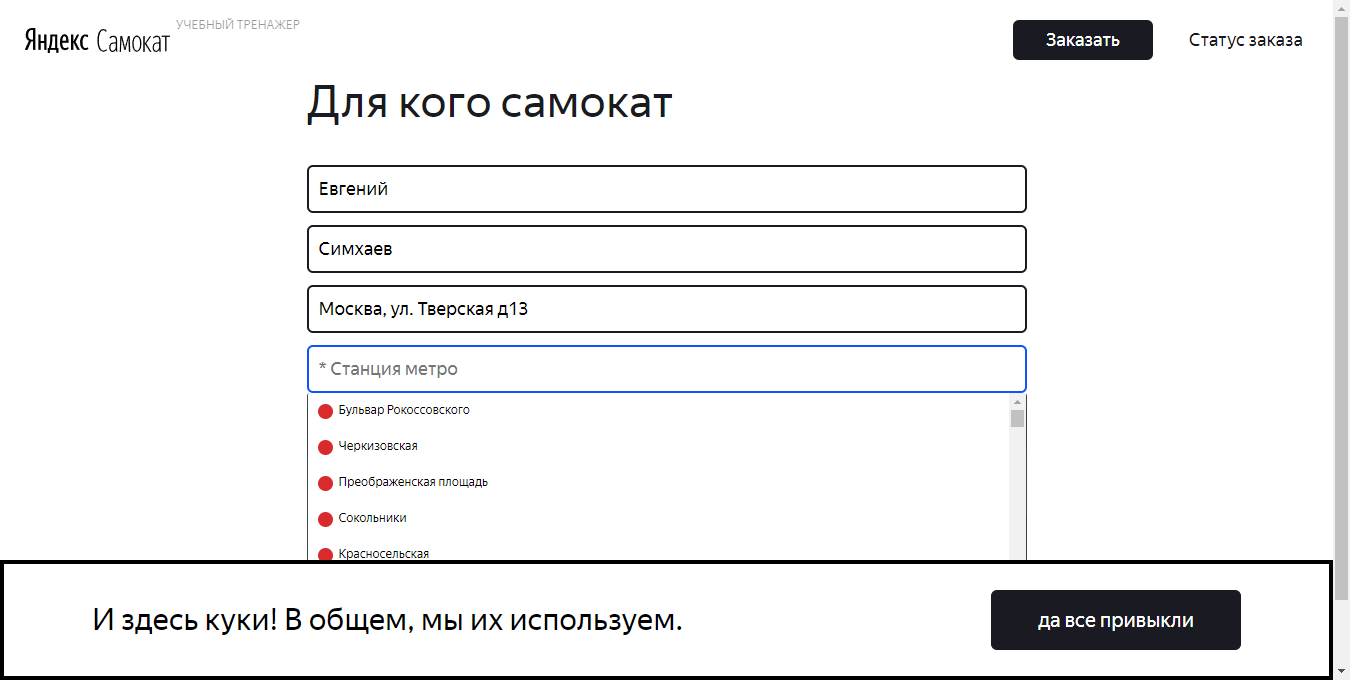 Яндекс Самокат
УЧЕБНЫЙ ТРЕНАЖЕР
Заказать
Статус заказа
Для кого самокат
Евгений
Симхаев
Москва, ул. Тверская д13
* Станция метро
Бульвар Рокоссовского
Черкизовская
Преображенская площадь
Сокольники
Красносельская
И здесь куки! В общем, мы их используем.
да все привыкли